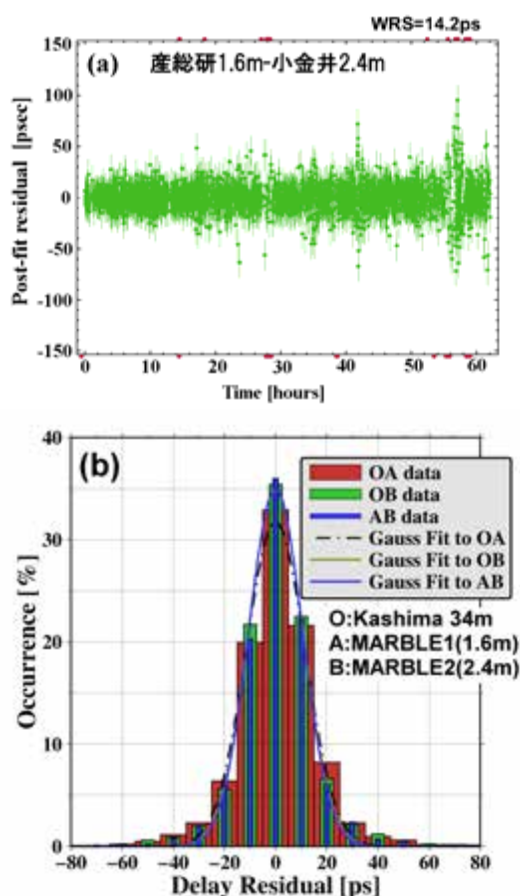 WRS=14.2ps
(a) 産総研1.6m-小金井2.4m
150
100
50
0
-50
-100
-150
Post-fit residual [psec]
0 10 20 30 40 50 60
Time [hours]
(b)
40
30
20
10
0
Occurrence [%]
OA data
OB data
AB data
Gauss Fit to OA
Gauss Fit to OB
Gauss Fit to AB
O:Kashima 34m
A:MARBLE1(1.6m)
B:MARBLE2(2.4m)
-80 -60 -40 -20 0 20 40 60 80
Delay Residual [ps]